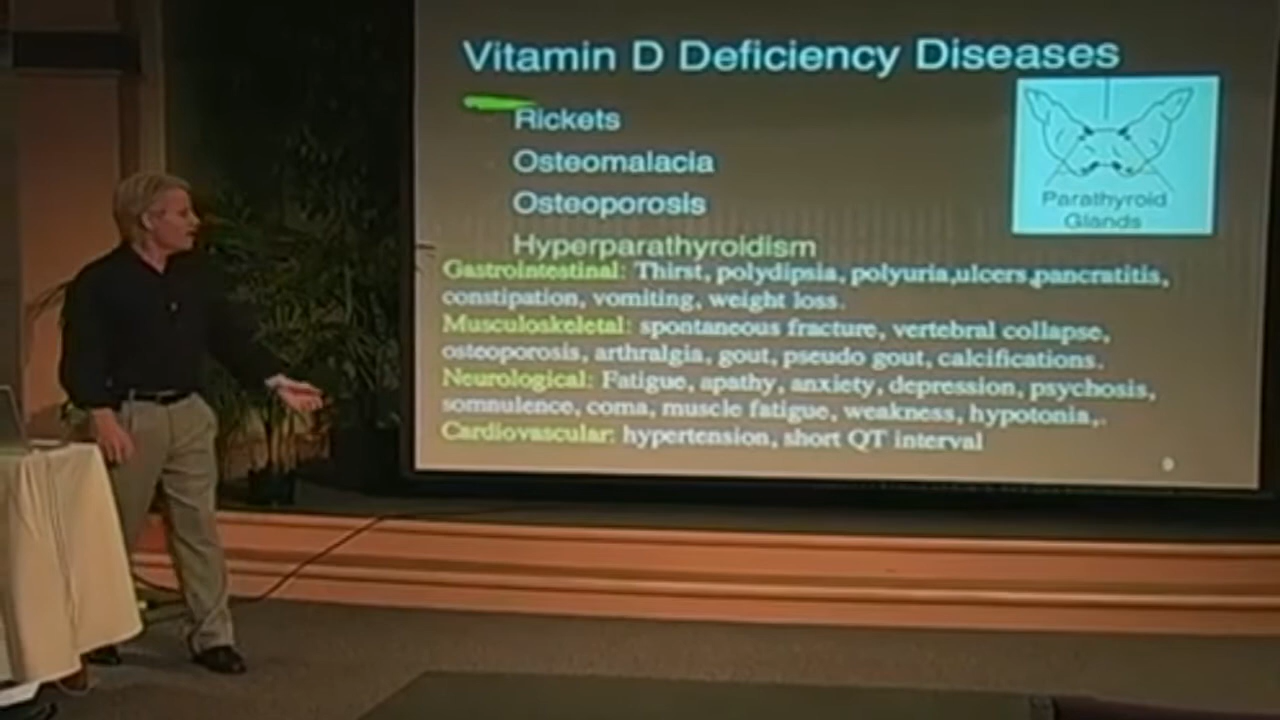 Vitamin D Deficiency Diseases
Rickets
Osteomalacia
Osteoporosis
Hyperparathyroidism
Parathyroid
Glands
Gastrointestinal: Thirst, polydipsia, polyuria,ulcers,pancratitis,
constipation, vomiting, weight loss.
Musculoskeletal: spontaneous fracture, vertebral collapse,
osteoporosis, arthralgia, gout, pseudo gout, calcifications.
Neurological: Fatigue, apathy, anxiety, depression, psychosis,
somnulence, coma, muscle fatigue, weakness, hypotonia,.
Cardiovascular: hypertension, short QT interval